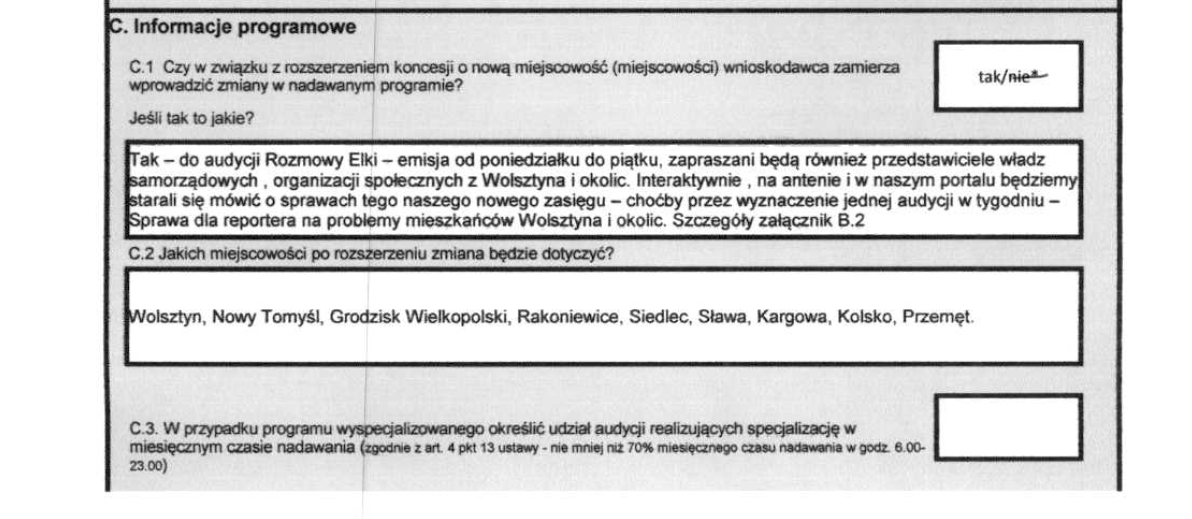 C. Informacje programowe
C.1 Czy w związku z rozszerzeniem koncesji o nową miejscowość (miejscowości) wnioskodawca zamierza
wprowadzić zmiany w nadawanym programie?
tak/nie*
Jeśli tak to jakie?
Tak – do audycji Rozmowy Elki – emisja od poniedziałku do piątku, zapraszani będą również przedstawiciele władz
samorządowych , organizacji społecznych z Wolsztyna i okolic. Interaktywnie , na antenie i w naszym portalu będziemy
starali się mówić o sprawach tego naszego nowego zasięgu – choćby przez wyznaczenie jednej audycji w tygodniu –
Sprawa dla reportera na problemy mieszkańców Wolsztyna i okolic. Szczegóły załącznik B.2
C.2 Jakich miejscowości po rozszerzeniu zmiana będzie dotyczyć?
Wolsztyn, Nowy Tomyśl, Grodzisk Wielkopolski, Rakoniewice, Siedlec, Sława, Kargowa, Kolsko, Przemęt.
C.3. W przypadku programu wyspecjalizowanego określić udział audycji realizujących specjalizację w
miesięcznym czasie nadawania (zgodnie z art. 4 pkt 13 ustawy - nie mniej niż 70% miesięcznego czasu nadawania w godz. 6.00-
23.00)